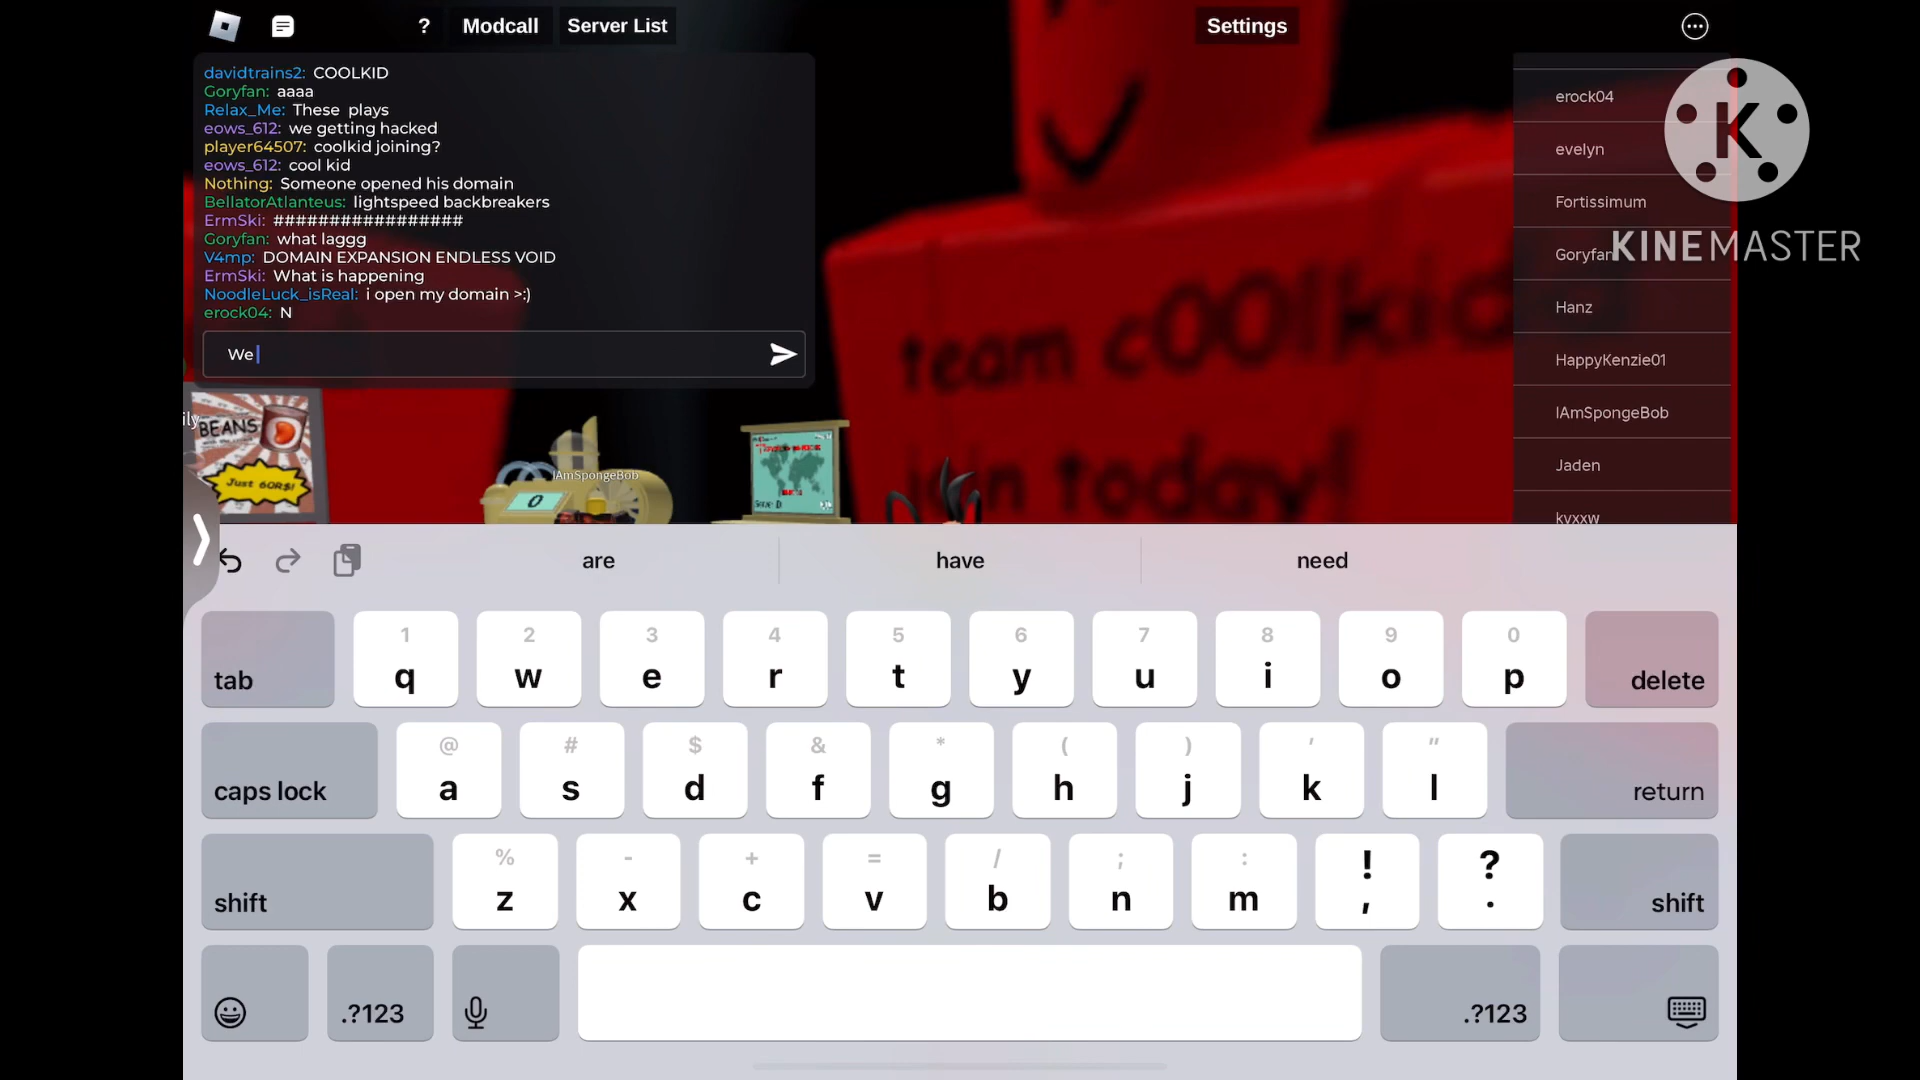 ? Modcall Server List Settings
davidtrains2: COOLKID
Goryfan: aaaa
Relax_Me: These plays
eows_612: we getting hacked
player64507: coolkid joining?
eows_612: cool kid
Nothing: Someone opened his domain
BellatorAtlanteus: lightspeed backbreakers
ErmSki: #################
Goryfan: what laggg
V4mp: DOMAIN EXPANSION ENDLESS VOID
ErmSki: What is happening
NoodleLuck_isReal: i open my domain >:)
erock04: N
We
erock04
evelyn
Fortissimum
Goryfan
Hanz
HappyKenzie01
IAmSpongeBob
Jaden
kyxxw
K
KINEMASTER
team c00lkid
join today!
ily
BEANS
Just 60R$!
IAmSpongeBob
0
are have need
tab 1 q 2 w 3 e 4 r 5 t 6 y 7 u 8 i 9 o 0 p delete
caps lock @ a # s $ d & f * g ( h ) j ' k " l return
shift % z - x + c = v / b ; n : m ! , ? . shift
.?123 .?123